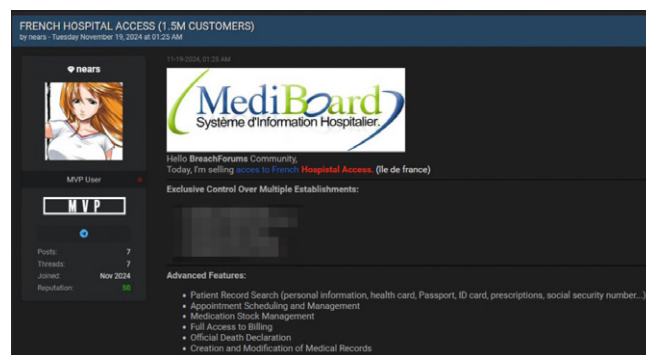 FRENCH HOSPITAL ACCESS (1.5M CUSTOMERS)
by nears - Tuesday November 19, 2024 at 01:25 AM
nears
MVP User
MVP
Posts: 7
Threads: 7
Joined: Nov 2024
Reputation: 50
11-19-2024, 01:25 AM
MediBoard
Système d'Information Hospitalier.
Hello BreachForums Community,
Today, I'm selling acces to French Hospistal Access. (Ile de france)
Exclusive Control Over Multiple Establishments:
Advanced Features:
• Patient Record Search (personal information, health card, Passport, ID card, prescriptions, social security number...)
• Appointment Scheduling and Management
• Medication Stock Management
• Full Access to Billing
• Official Death Declaration
• Creation and Modification of Medical Records